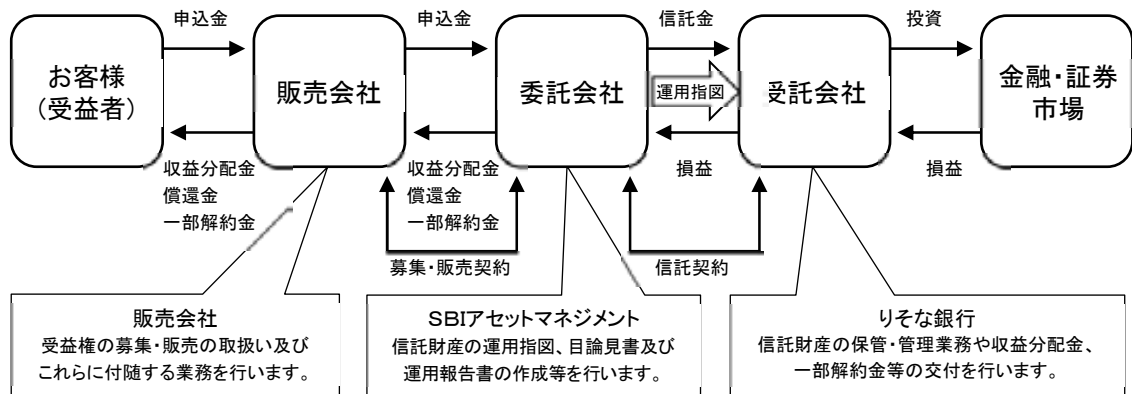 申込金
申込金
信託金
投資
お客様
(受益者)
販売会社
委託会社
運用指図
受託会社
金融・証券
市場
収益分配金
償還金
一部解約金
収益分配金
償還金
一部解約金
損益
損益
募集・販売契約
信託契約
販売会社
受益権の募集・販売の取扱い及び
これらに付随する業務を行います。
SBIアセットマネジメント
信託財産の運用指図、目論見書及び
運用報告書の作成等を行います。
りそな銀行
信託財産の保管・管理業務や収益分配金、
一部解約金等の交付を行います。